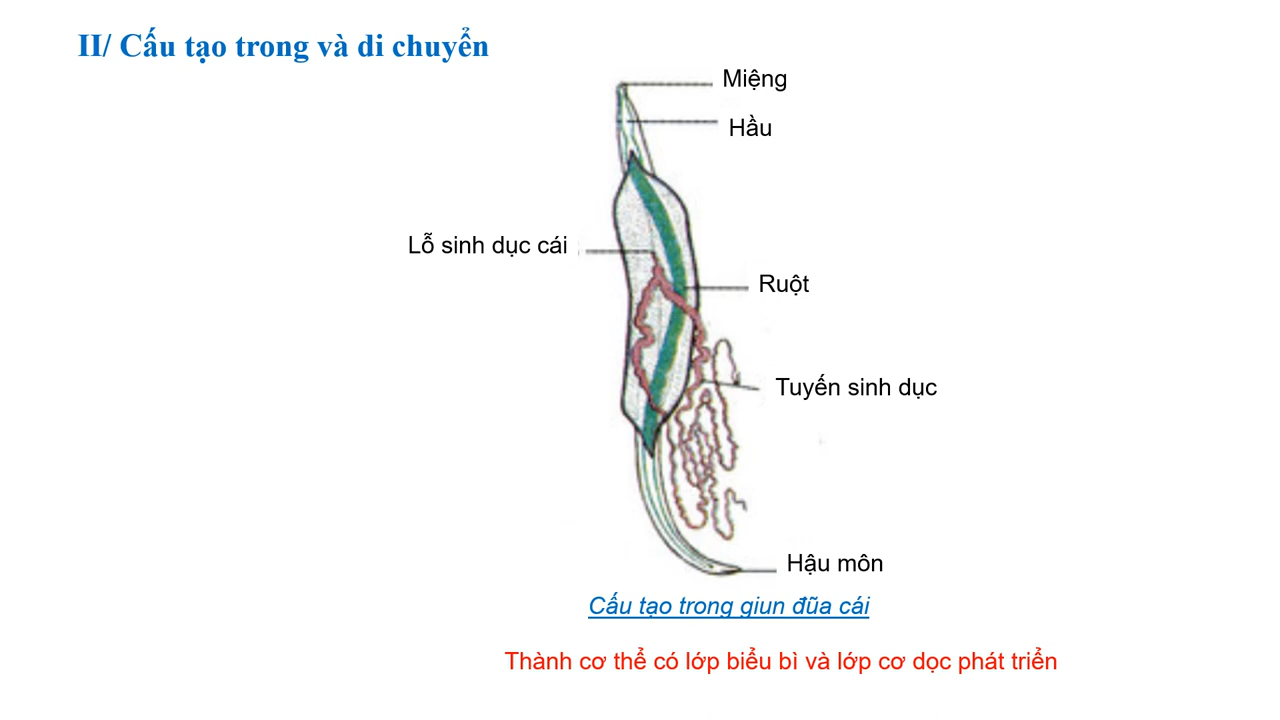 II/ Cấu tạo trong và di chuyển
Miệng
Hầu
Lỗ sinh dục cái
Ruột
Tuyến sinh dục
Hậu môn
Cấu tạo trong giun đũa cái
Thành cơ thể có lớp biểu bì và lớp cơ dọc phát triển